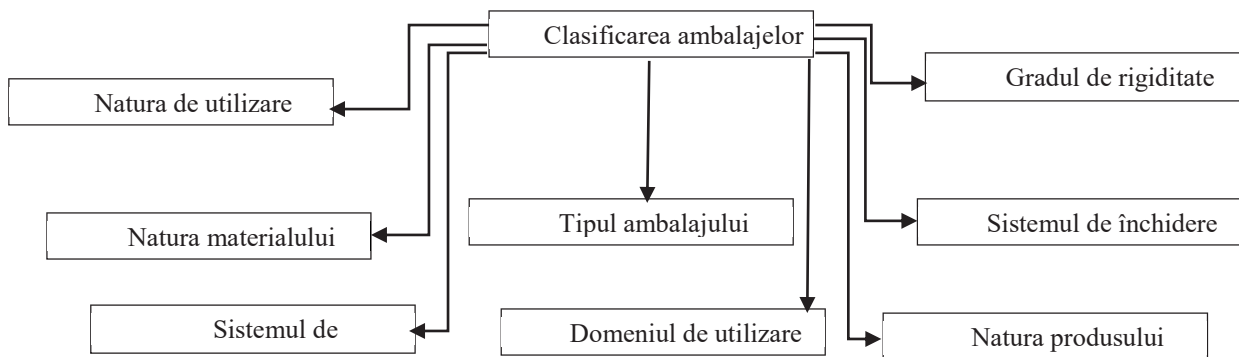 Clasificarea ambalajelor
Gradul de rigiditate
Natura de utilizare
Tipul ambalajului
Sistemul de închidere
Natura materialului
Sistemul de
Domeniul de utilizare
Natura produsului